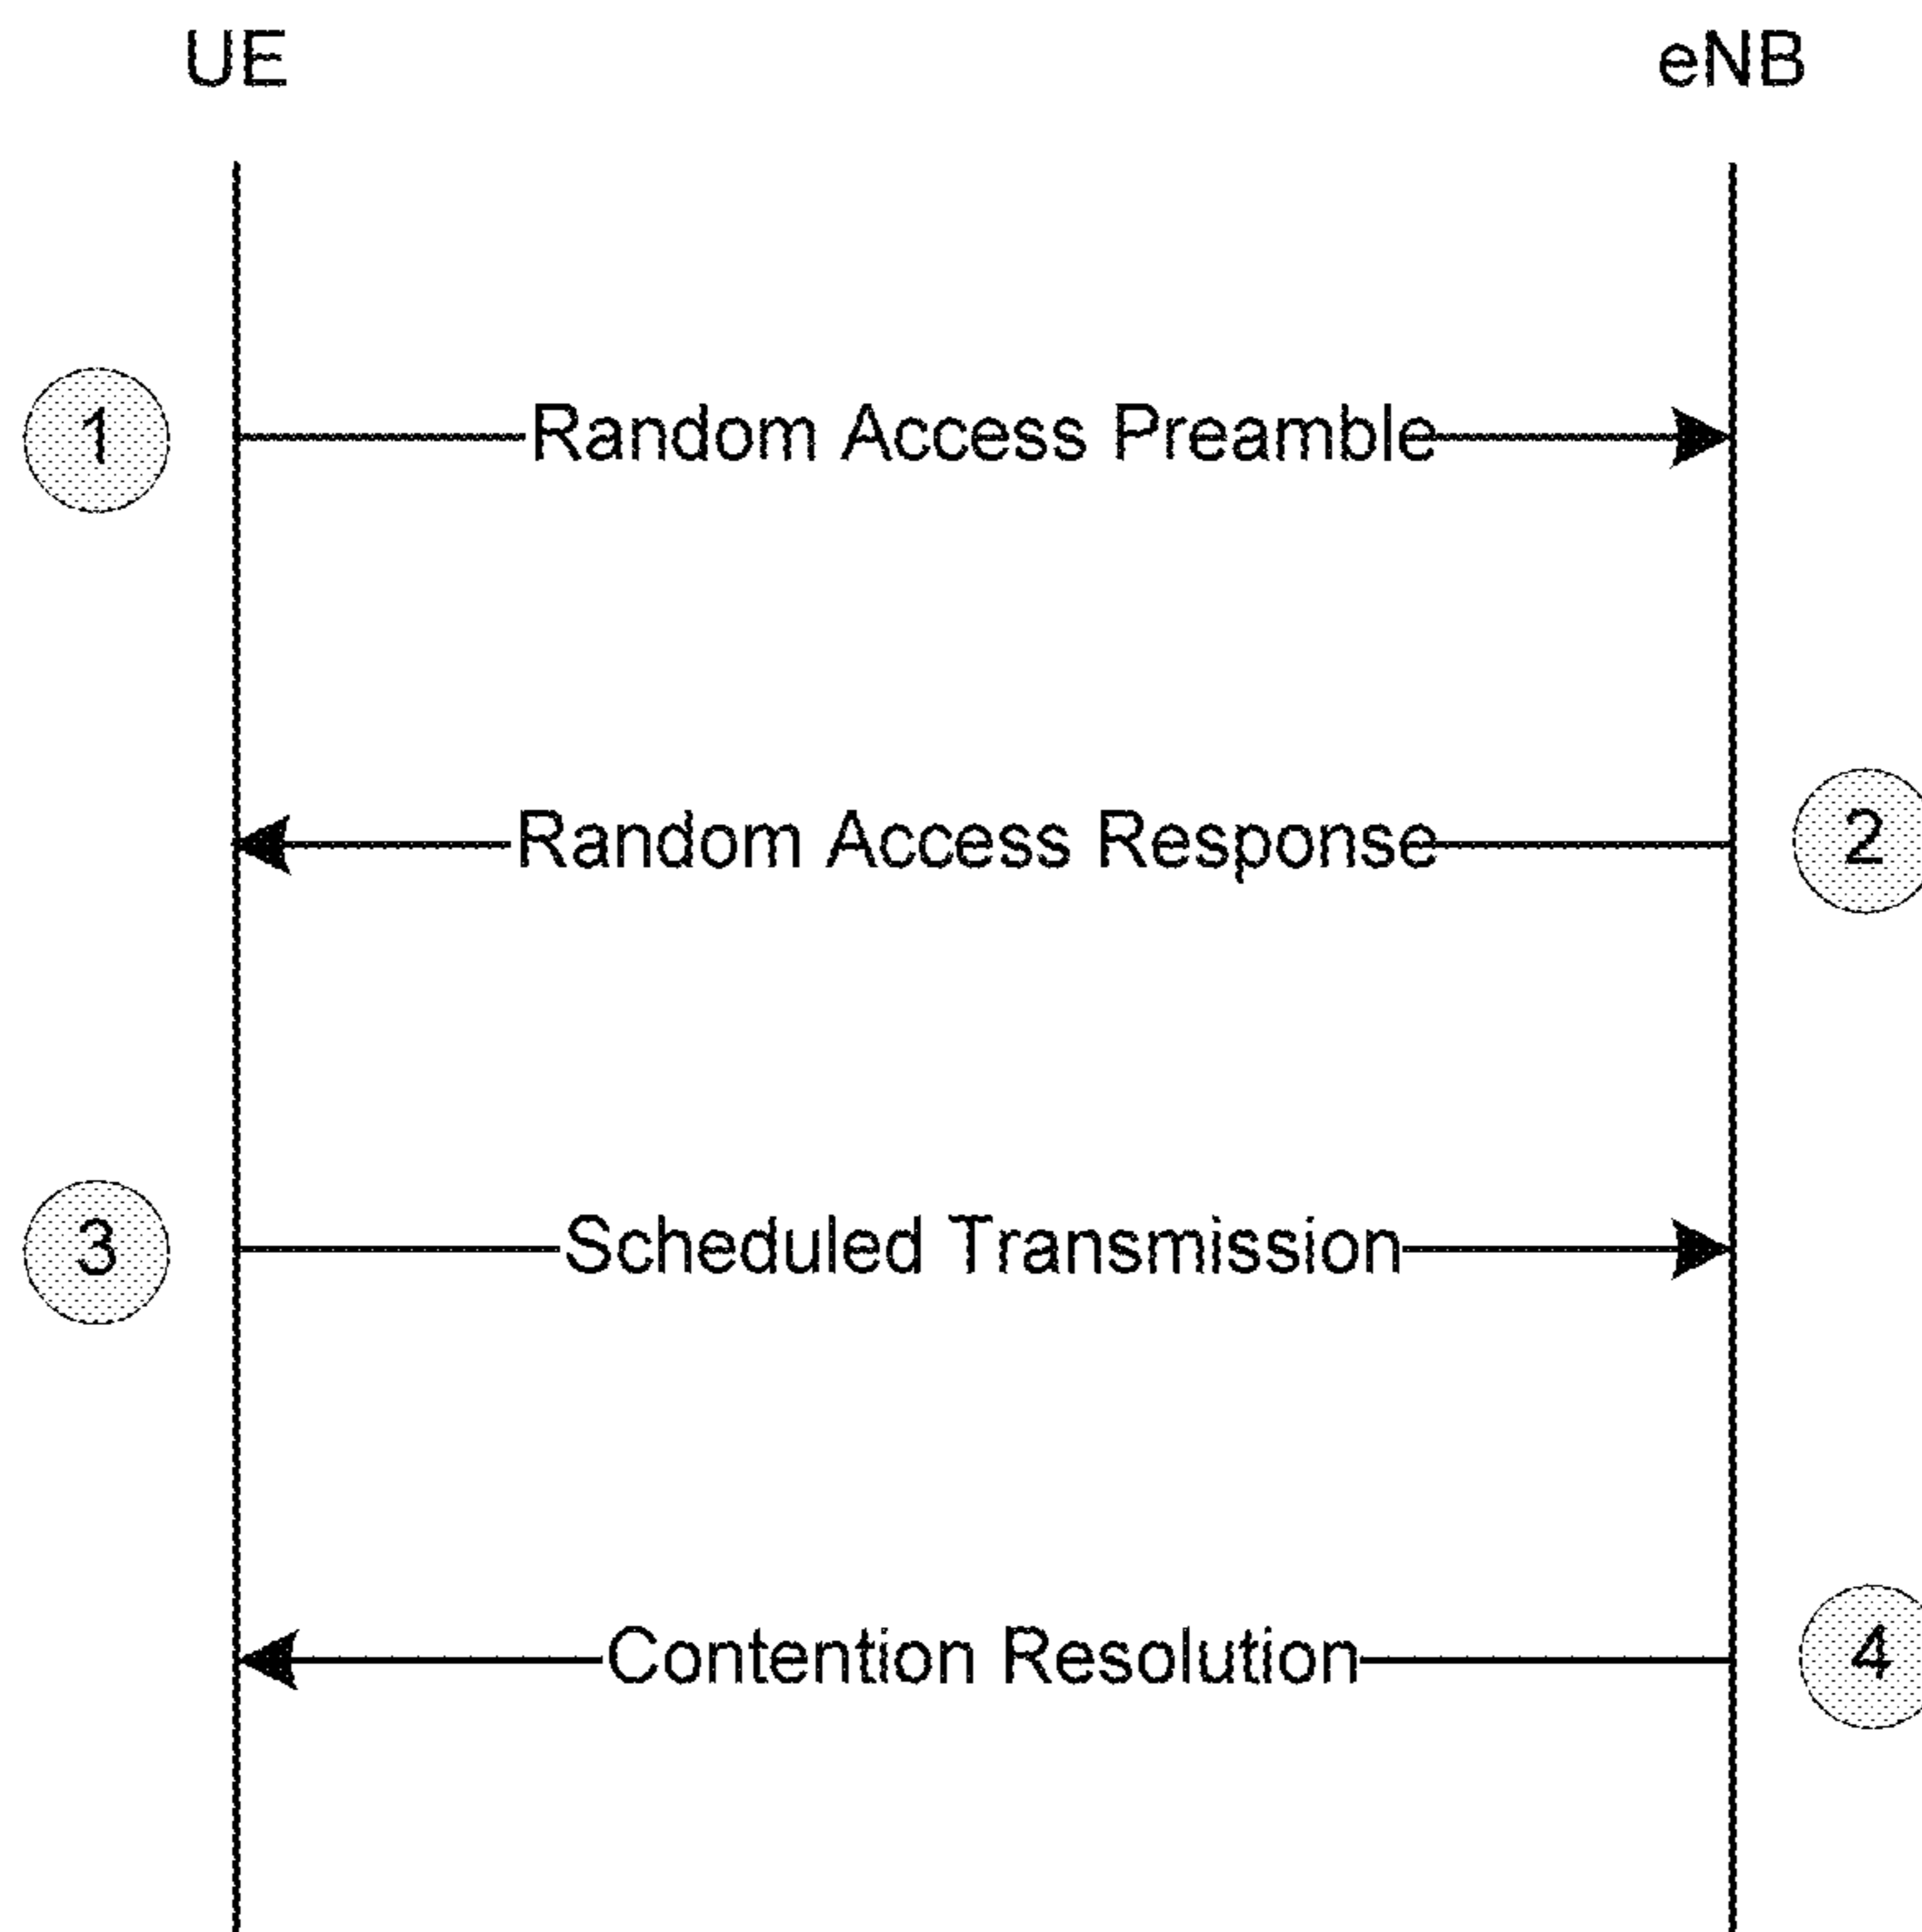 UE eNB
1 Random Access Preamble
Random Access Response 2
3 Scheduled Transmission
Contention Resolution 4